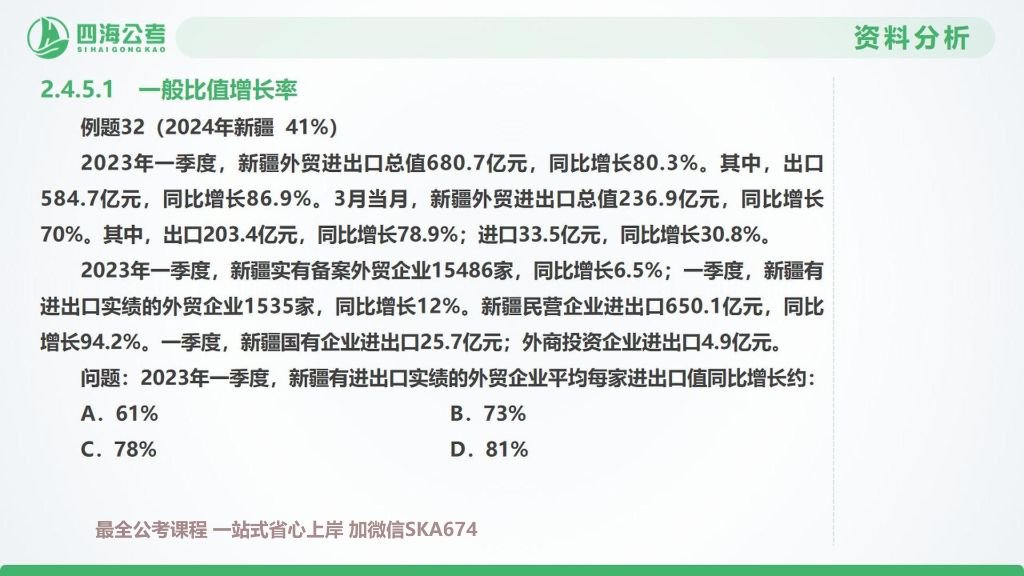 四海公考
SIHAIGONGKAO
资料分析
2.4.5.1 一般比值增长率
例题32（2024年新疆 41%）
2023年一季度，新疆外贸进出口总值680.7亿元，同比增长80.3%。其中，出口
584.7亿元，同比增长86.9%。3月当月，新疆外贸进出口总值236.9亿元，同比增长
70%。其中，出口203.4亿元，同比增长78.9%；进口33.5亿元，同比增长30.8%。
2023年一季度，新疆实有备案外贸企业15486家，同比增长6.5%；一季度，新疆有
进出口实绩的外贸企业1535家，同比增长12%。新疆民营企业进出口650.1亿元，同比
增长94.2%。一季度，新疆国有企业进出口25.7亿元；外商投资企业进出口4.9亿元。
问题：2023年一季度，新疆有进出口实绩的外贸企业平均每家进出口值同比增长约：
A．61% B．73%
C．78% D．81%
最全公考课程 一站式省心上岸 加微信SKA674